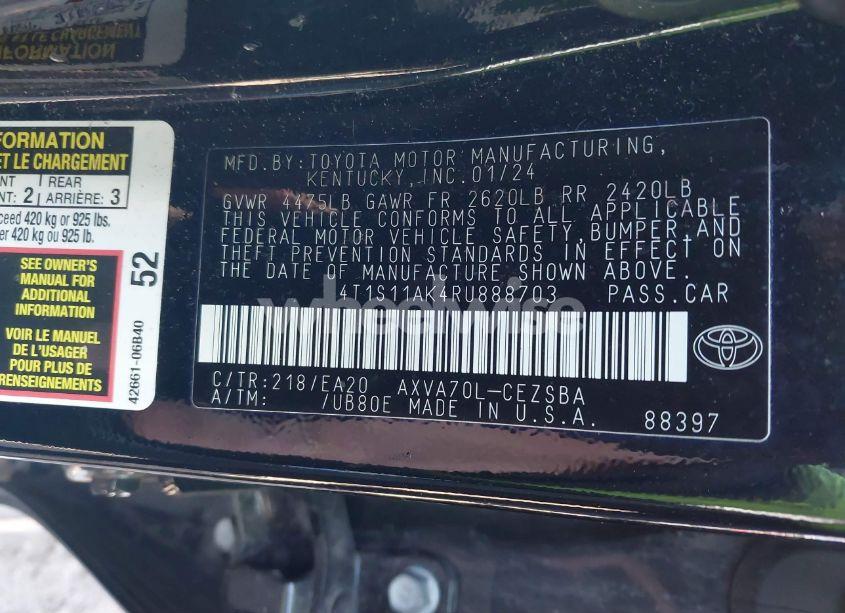 FORMATION
ET LE CHARGEMENT
REAR
2 ARRIÈRE: 3
420 kg or 925 lbs.
420 kg ou 925 lb.
SEE OWNER'S
MANUAL FOR
ADDITIONAL
INFORMATION
VOIR LE MANUEL
DE L'USAGER
POUR PLUS DE
RENSEIGNEMENTS
52
42661-06B40
MFD.BY:TOYOTA MOTOR MANUFACTURING,
KENTUCKY,INC.01/24
GVWR 4475LB GAWR FR 2620LB RR 2420LB
THIS VEHICLE CONFORMS TO ALL APPLICABLE
FEDERAL MOTOR VEHICLE SAFETY,BUMPER,AND
THEFT PREVENTION STANDARDS IN EFFECT ON
THE DATE OF MANUFACTURE SHOWN ABOVE.
4T1S11AK4RU888703 PASS.CAR
wheelwise
C/TR:218/EA20 AXVA70L-CEZSBA
A/TM: /UB80E MADE IN U.S.A.
88397